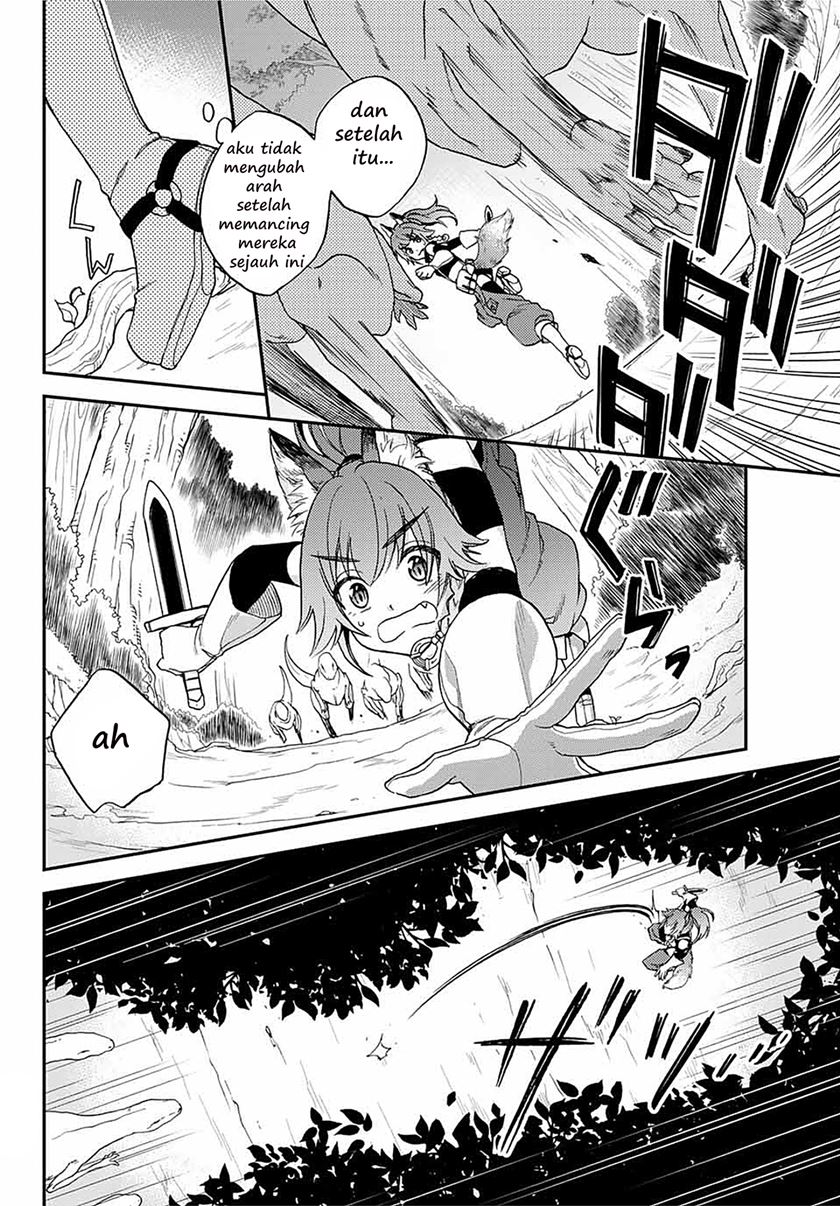 dan
setelah
itu...
aku tidak
mengubah
arah
setelah
memancing
mereka
sejauh ini
ダダダダ
ぐらっ
ah
ザッ